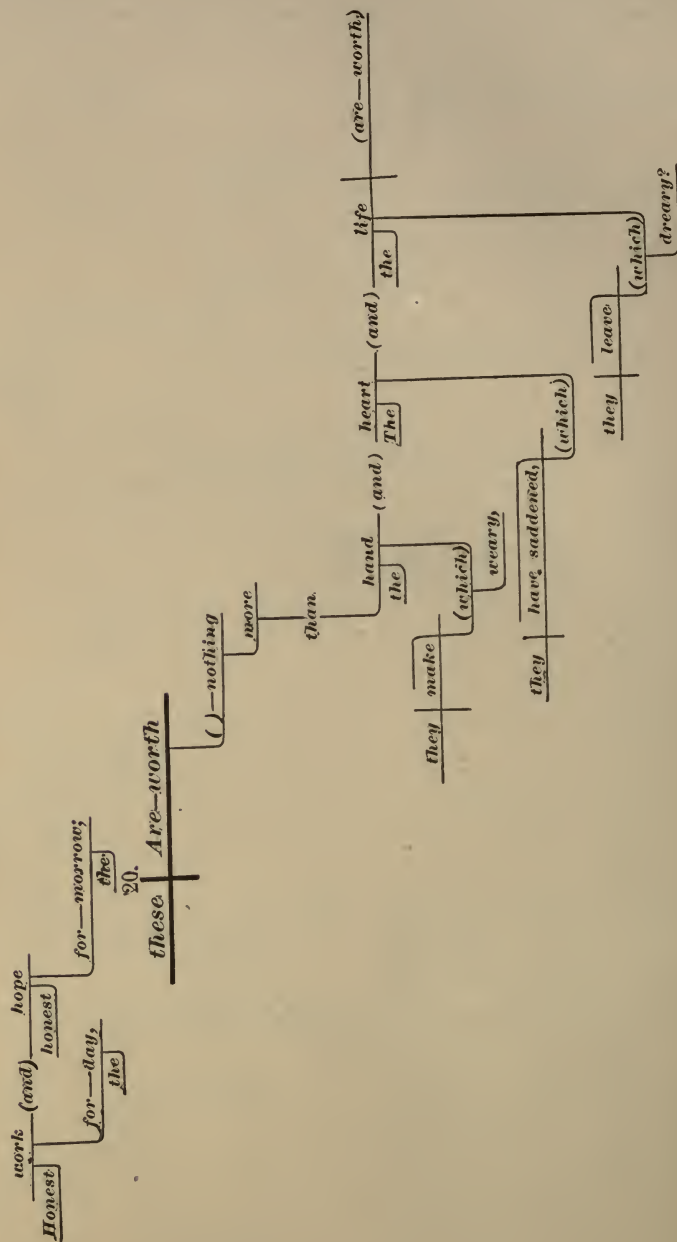 work (and) hope
Honest honest
for—day, for—morrow;
the the
20.
these Are—worth
( )—nothing
more
than
hand (and) heart (and) life (are—worth,
the The the
they make (which)
weary,
they have saddened, (which)
they leave (which)
dreary?